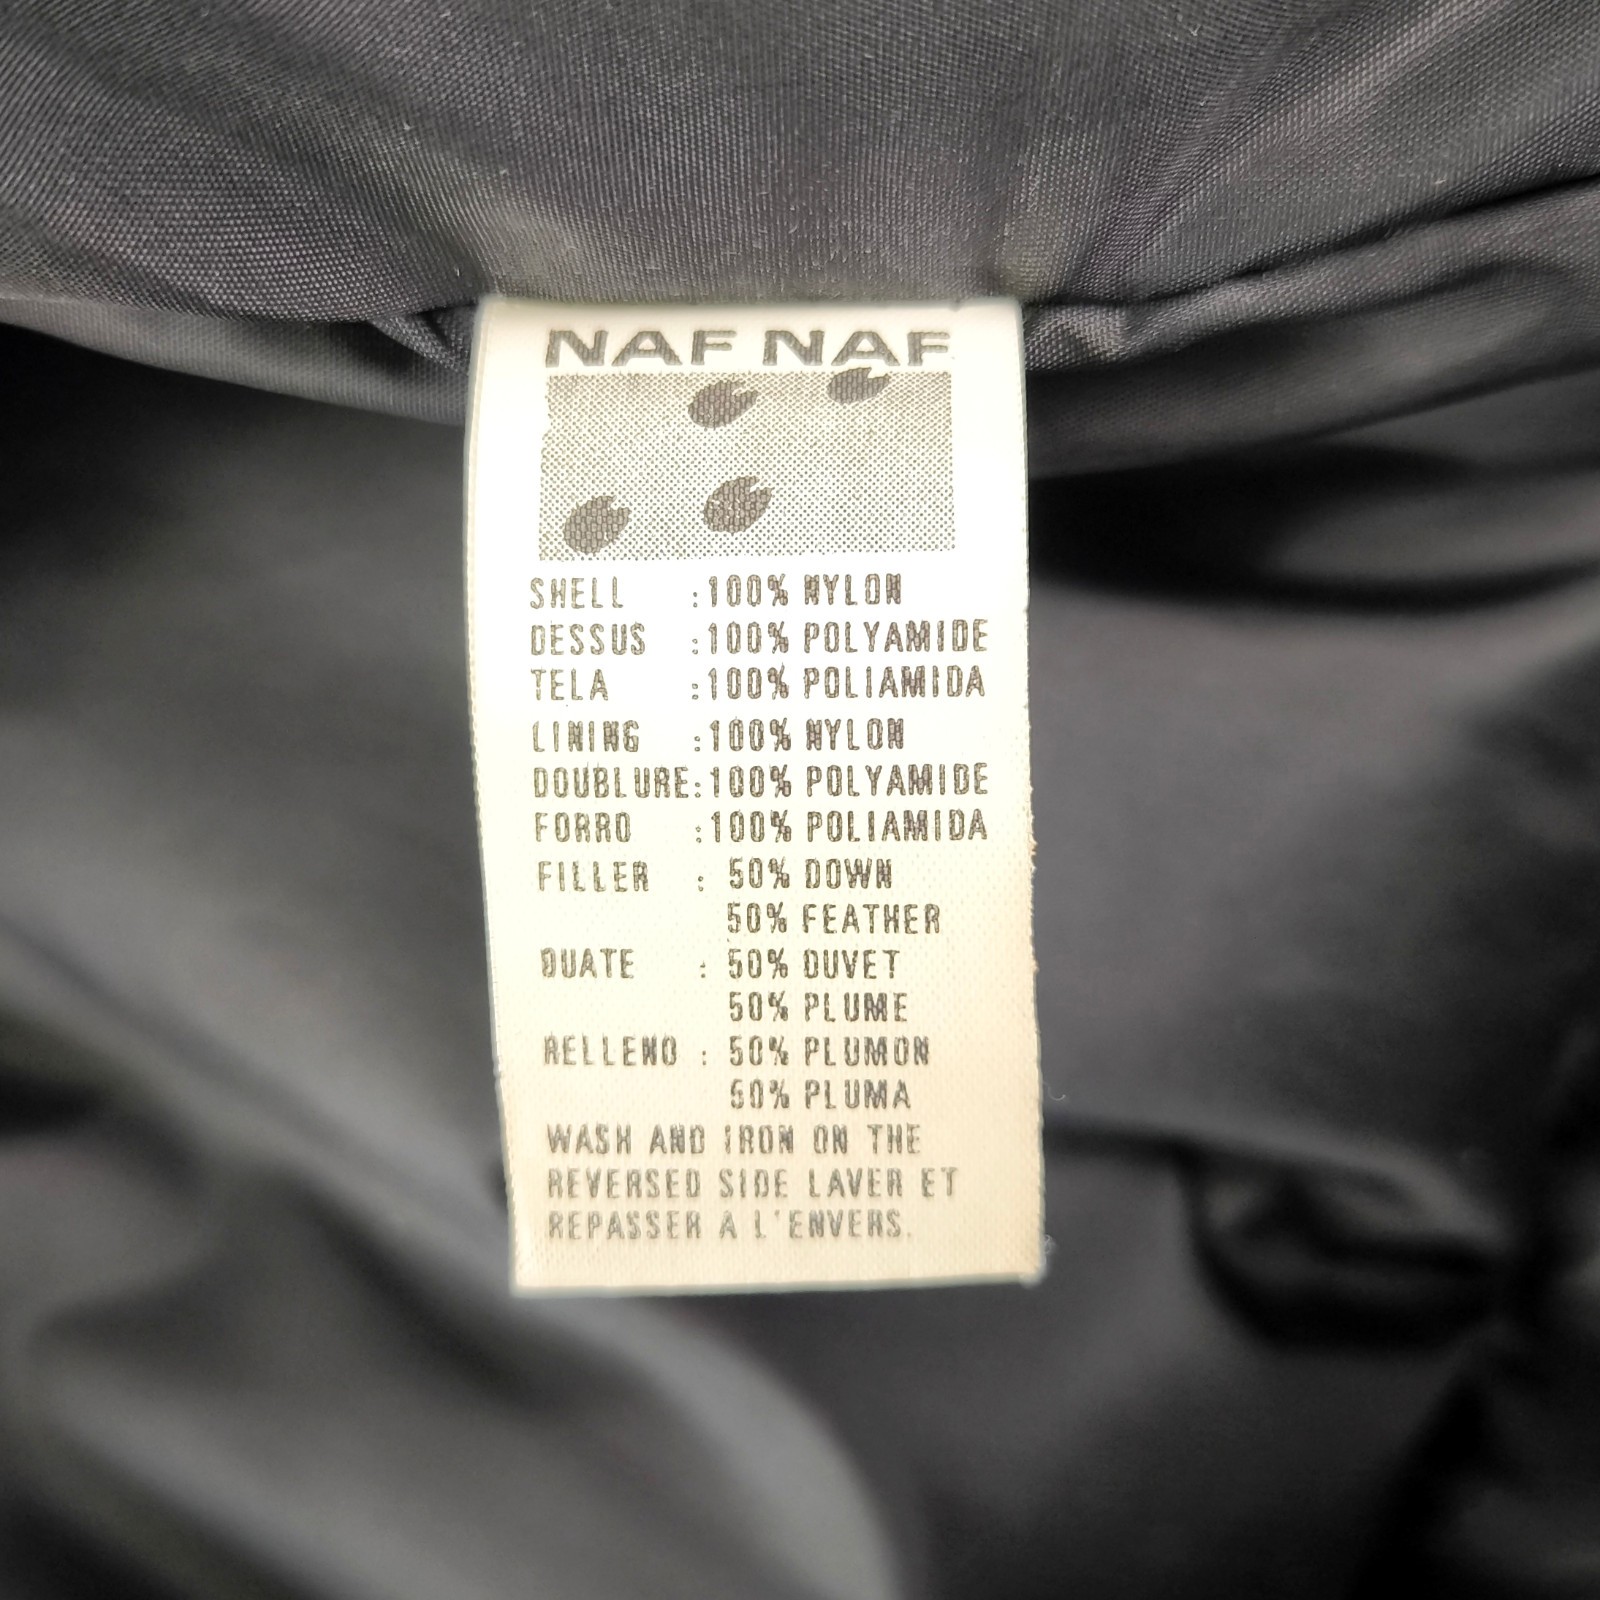 NAF NAF
SHELL : 100% NYLON
DESSUS : 100% POLYAMIDE
TELA : 100% POLIAMIDA
LINING : 100% NYLON
DOUBLURE : 100% POLYAMIDE
FORRO : 100% POLIAMIDA
FILLER : 50% DOWN
50% FEATHER
OUATE : 50% DUVET
50% PLUME
RELLENO : 50% PLUMON
50% PLUMA
WASH AND IRON ON THE
REVERSED SIDE LAVER ET
REPASSER A L'ENVERS.